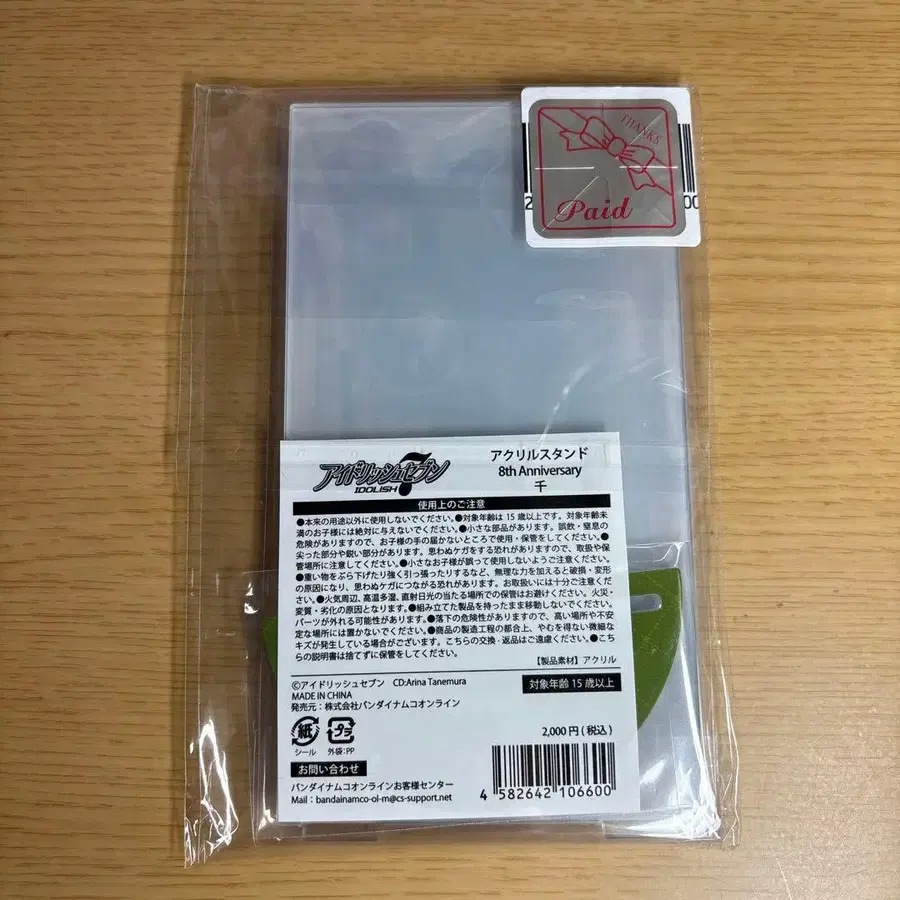 THANKS
Paid
2
00
アイドリッシュセブン
IDOLiSH7
アクリルスタンド
8th Anniversary
千
使用上のご注意
●本来の用途以外に使用しないでください。●対象年齢は 15 歳以上です。対象年齢未
満のお子様には絶対に与えないでください。●小さな部品があります。誤飲・窒息の
危険がありますので、お子様の手の届かないところで使用・保管をしてください。●
尖った部分や鋭い部分があります。思わぬケガをする恐れがありますので、取扱や保
管場所に注意してください。●小さなお子様が誤って使用しないようご注意ください。
●重い物をぶら下げたり強く引っ張ったりするなど、無理な力を加えると破損・変形
の原因になり、思わぬケガにつながる恐れがあります。お取扱いには十分ご注意くださ
い。●火気周辺、高温多湿、直射日光の当たる場所での保管はお避けください。火災・
変質・劣化の原因となります。●組み立てた製品を持ったまま移動しないでください。
パーツが外れる可能性があります。●落下の危険性がありますので、高い場所や不安
定な場所には置かないでください。●商品の製造工程の都合上、やむを得ない微細な
キズが発生している場合がございます。こちらの交換・返品はご遠慮ください。●こち
らの説明書は捨てずに保管をしてください。
【製品素材】アクリル
©アイドリッシュセブン CD:Arina Tanemura
MADE IN CHINA
発売元：株式会社バンダイナムコオンライン
対象年齢 15 歳以上
紙
シール
プラ
外袋:PP
2,000 円 ( 税込 )
お問い合わせ
バンダイナムコオンラインお客様センター
Mail：bandainamco-ol-m@cs-support.net
4 582642 106600